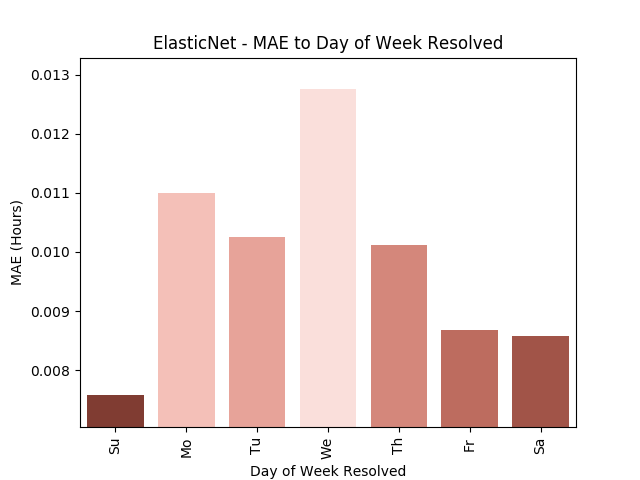 ElasticNet - MAE to Day of Week Resolved
0.013
0.012
0.011
0.010
0.009
0.008
MAE (Hours)
Su
Mo
Tu
We
Th
Fr
Sa
Day of Week Resolved